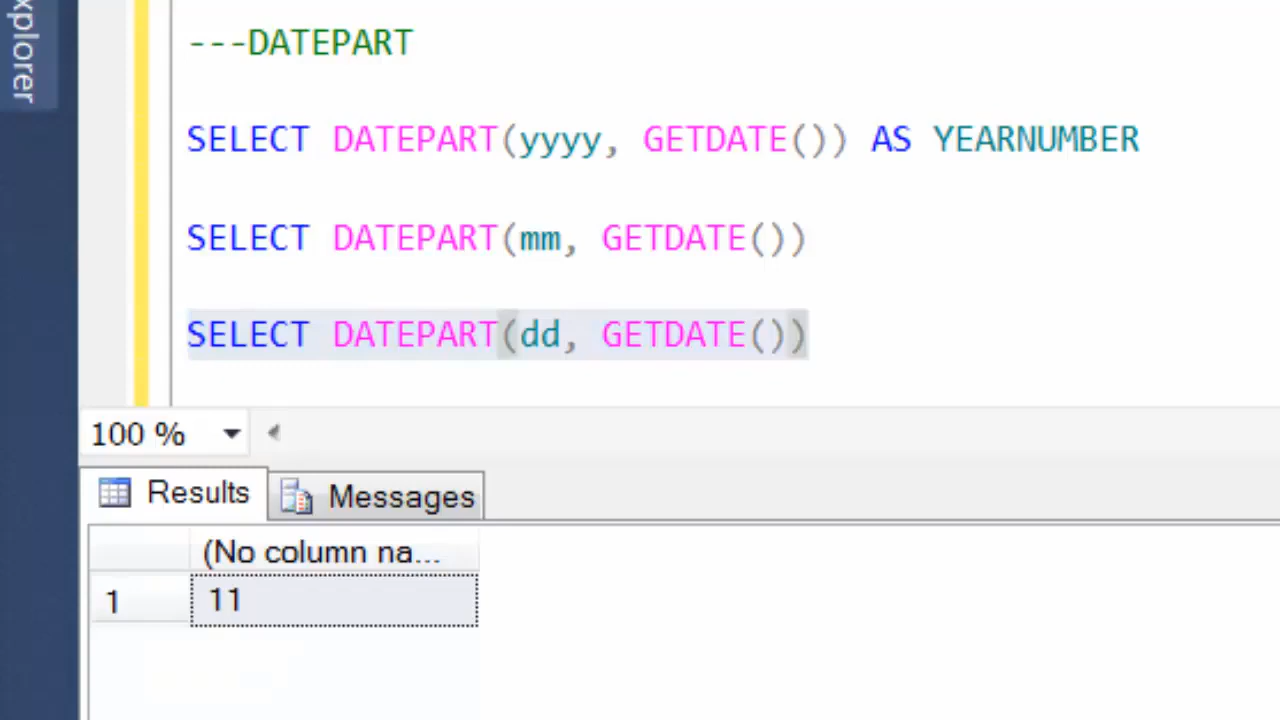 xplorer
---DATEPART
SELECT DATEPART(yyyy, GETDATE()) AS YEARNUMBER
SELECT DATEPART(mm, GETDATE())
SELECT DATEPART(dd, GETDATE())
100 %
Results Messages
(No column na...
1 11